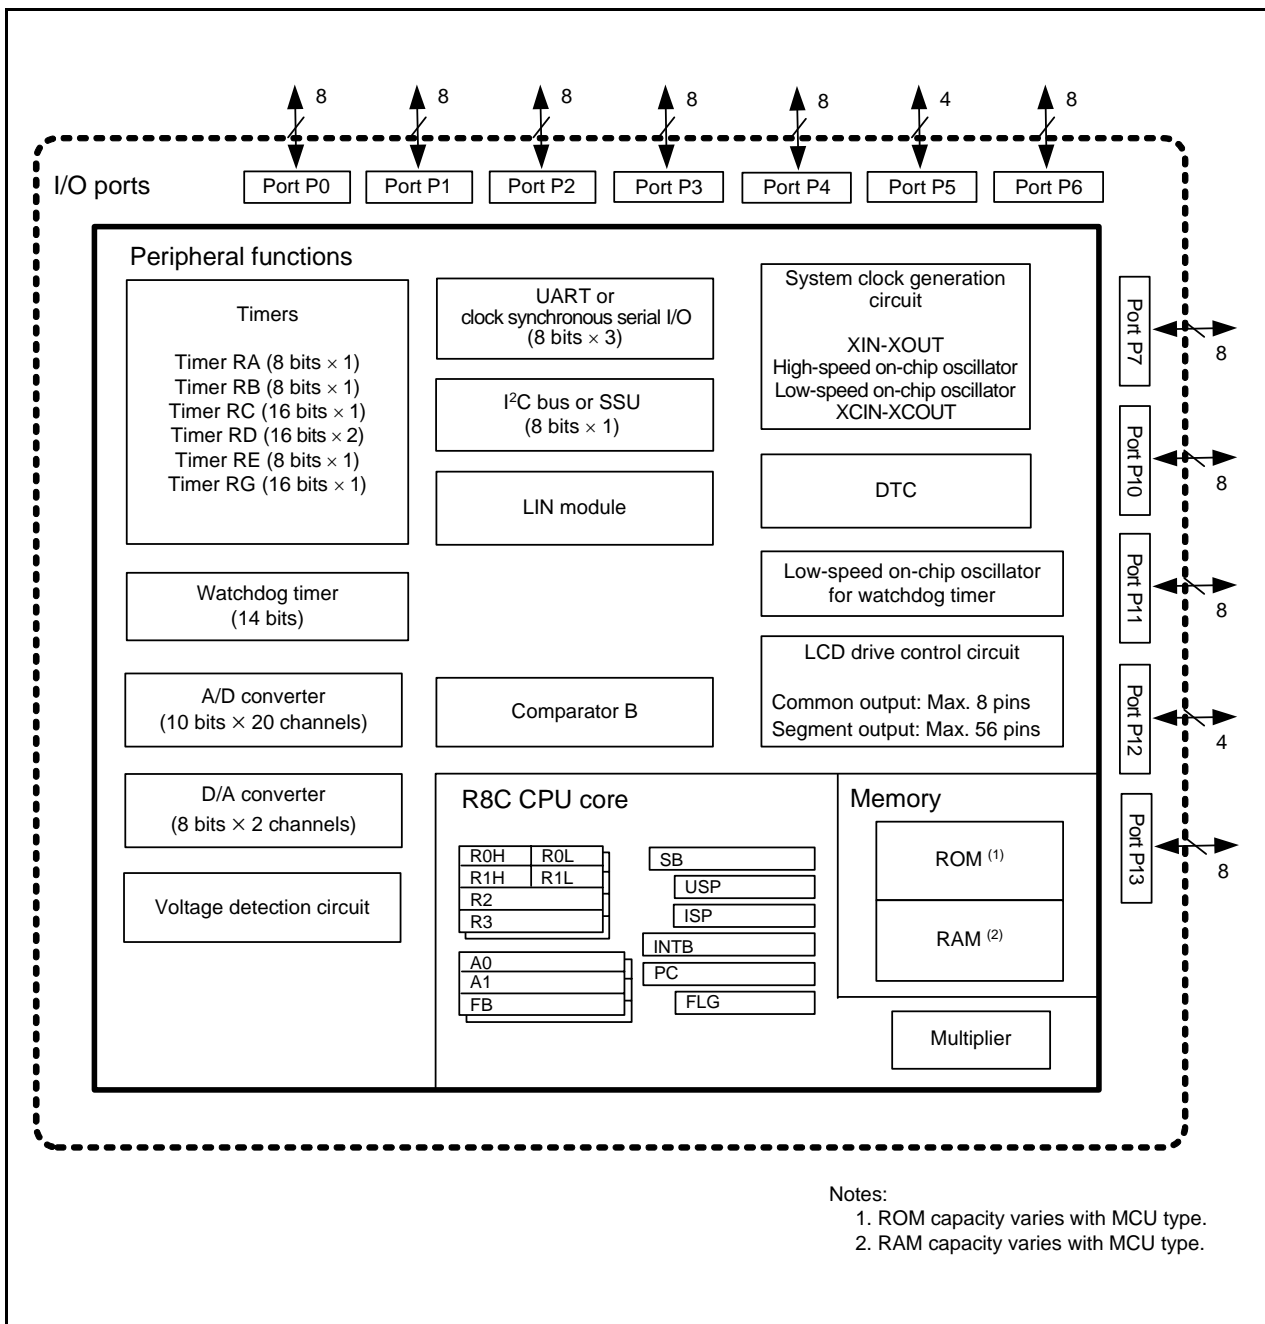 8 8 8 8 8 4 8
I/O ports
Port P0 Port P1 Port P2 Port P3 Port P4 Port P5 Port P6
Peripheral functions
Timers
Timer RA (8 bits × 1)
Timer RB (8 bits × 1)
Timer RC (16 bits × 1)
Timer RD (16 bits × 2)
Timer RE (8 bits × 1)
Timer RG (16 bits × 1)
Watchdog timer
(14 bits)
A/D converter
(10 bits × 20 channels)
D/A converter
(8 bits × 2 channels)
Voltage detection circuit
UART or
clock synchronous serial I/O
(8 bits × 3)
I²C bus or SSU
(8 bits × 1)
LIN module
Comparator B
System clock generation
circuit
XIN-XOUT
High-speed on-chip oscillator
Low-speed on-chip oscillator
XCIN-XCOUT
DTC
Low-speed on-chip oscillator
for watchdog timer
LCD drive control circuit
Common output: Max. 8 pins
Segment output: Max. 56 pins
R8C CPU core
R0H R0L
R1H R1L
R2
R3
A0
A1
FB
SB
USP
ISP
INTB
PC
FLG
Memory
ROM (1)
RAM (2)
Multiplier
Port P7
8
Port P10
8
Port P11
8
Port P12
4
Port P13
8
Notes:
1. ROM capacity varies with MCU type.
2. RAM capacity varies with MCU type.